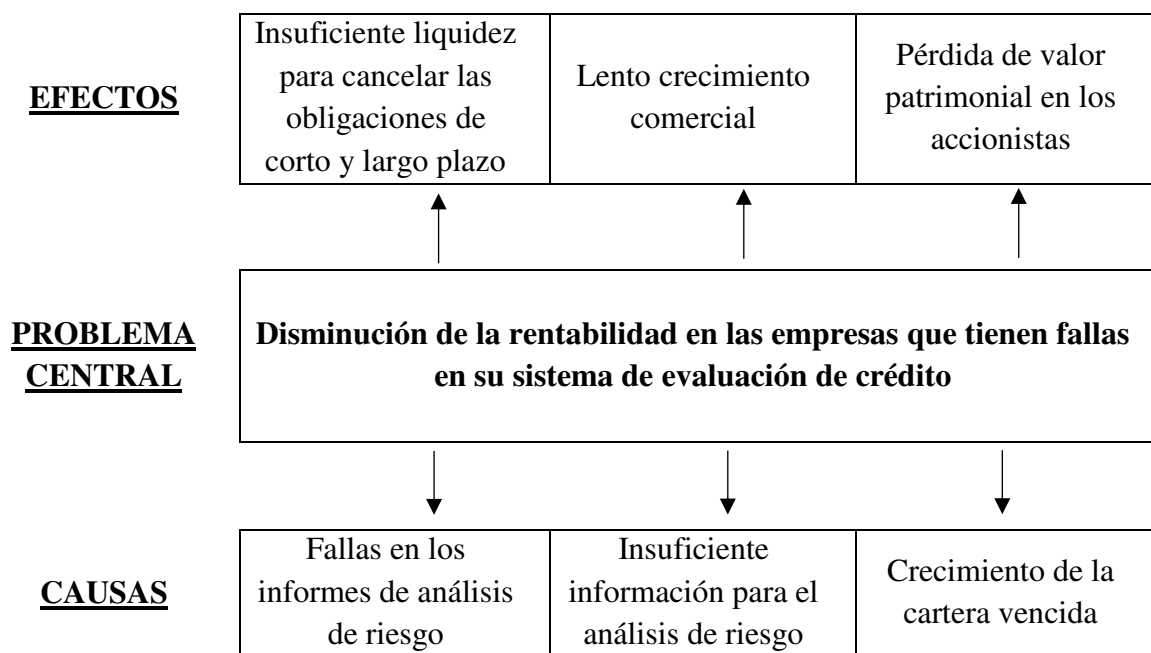 EFECTOS
Insuficiente liquidez
para cancelar las
obligaciones de
corto y largo plazo
Lento crecimiento
comercial
Pérdida de valor
patrimonial en los
accionistas
PROBLEMA
CENTRAL
Disminución de la rentabilidad en las empresas que tienen fallas
en su sistema de evaluación de crédito
CAUSAS
Fallas en los
informes de análisis
de riesgo
Insuficiente
información para el
análisis de riesgo
Crecimiento de la
cartera vencida